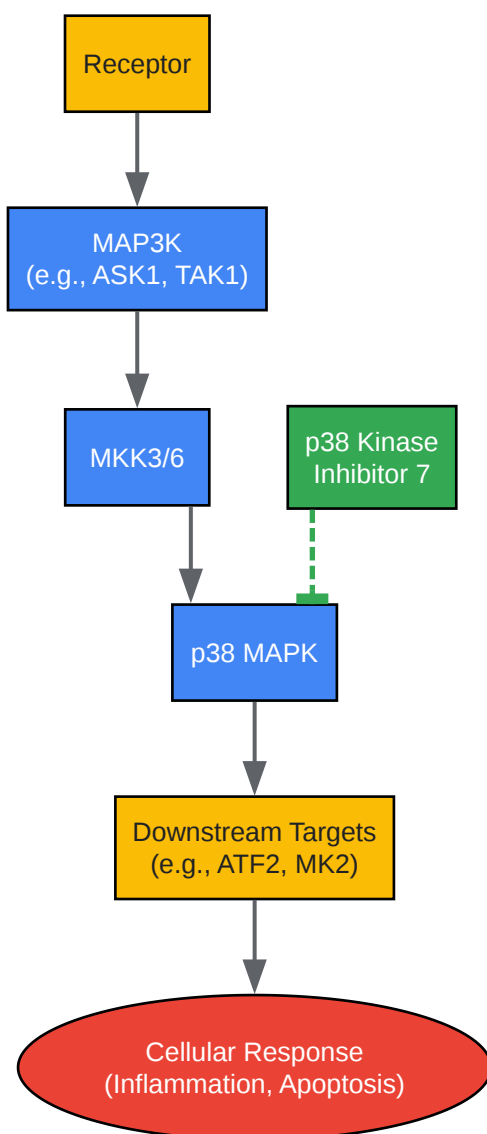 Receptor
MAP3K
(e.g., ASK1, TAK1)
MKK3/6
p38 Kinase
Inhibitor 7
p38 MAPK
Downstream Targets
(e.g., ATF2, MK2)
Cellular Response
(Inflammation, Apoptosis)